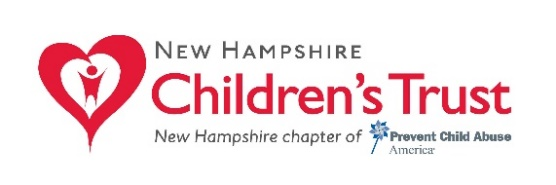 NEW HAMPSHIRE
Children's Trust
New Hampshire chapter of Prevent Child Abuse
America